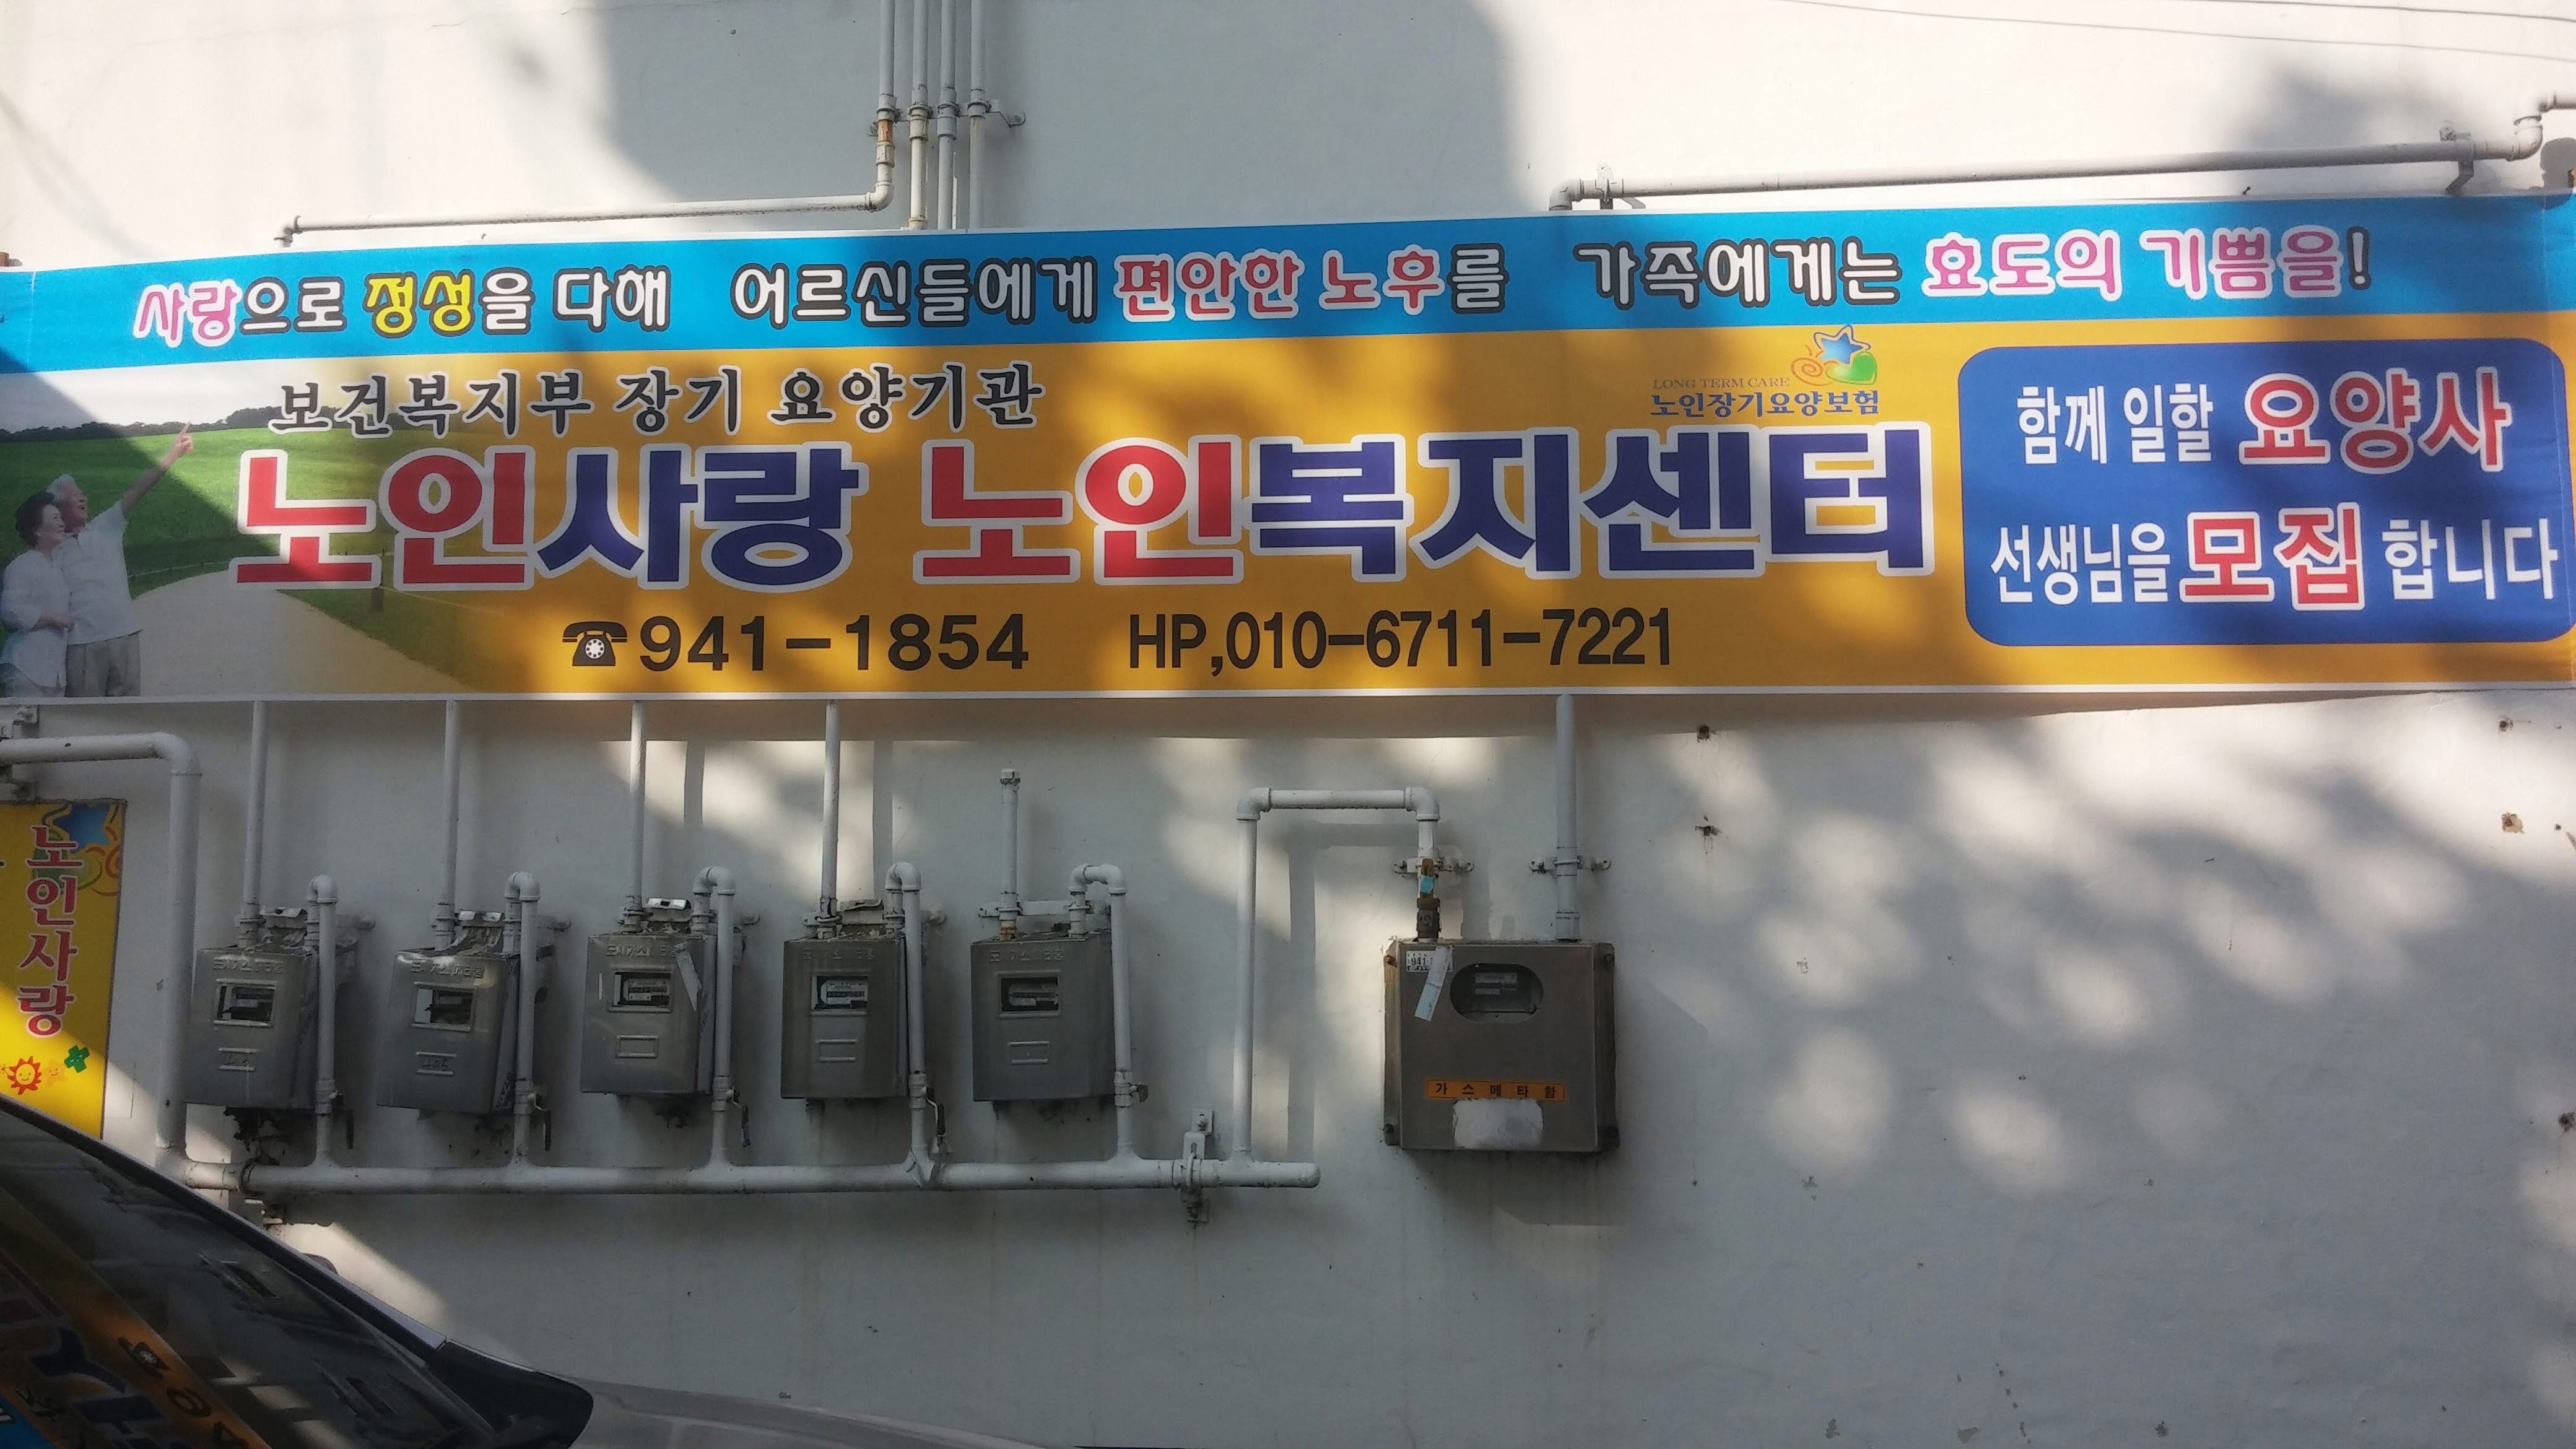 사랑으로 정성을 다해 어르신들에게 편안한 노후를 가족에게는 효도의 기쁨을!
보건복지부 장기 요양기관
LONG TERM CARE
노인장기요양보험
노인사랑 노인복지센터
☎941-1854 HP,010-6711-7221
함께 일할 요양사
선생님을 모집 합니다
노인사랑
가스메타함